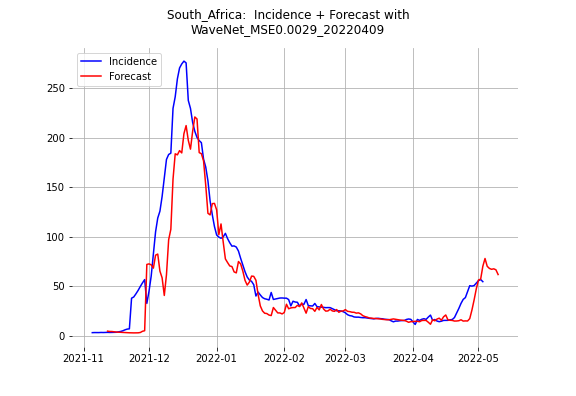 South_Africa:  Incidence + Forecast with
WaveNet_MSE0.0029_20220409
Incidence
Forecast
250
200
150
100
50
0
2021-11 2021-12 2022-01 2022-02 2022-03 2022-04 2022-05